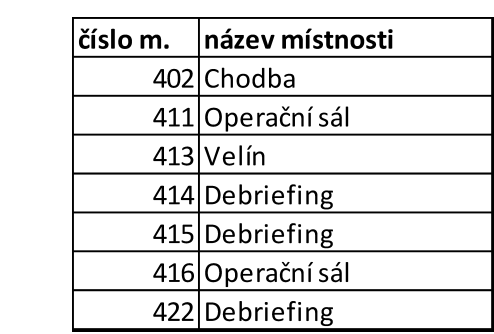 číslo m. název místnosti
402 Chodba
411 Operační sál
413 Velín
414 Debriefing
415 Debriefing
416 Operační sál
422 Debriefing